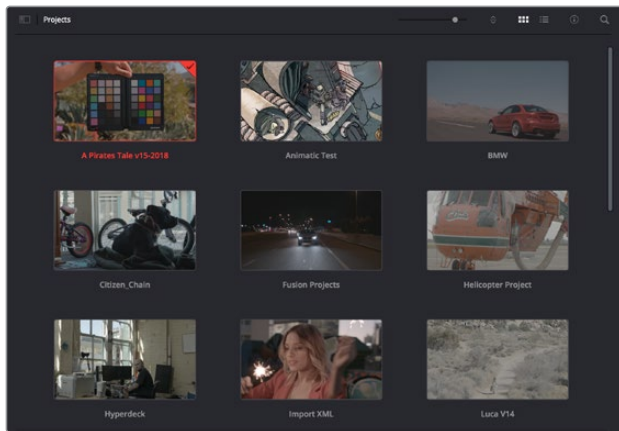 Projects
A Pirates Tale v15-2018
Animatic Test
BMW
Citizen_Chain
Fusion Projects
Helicopter Project
Hyperdeck
Import XML
Luca V14